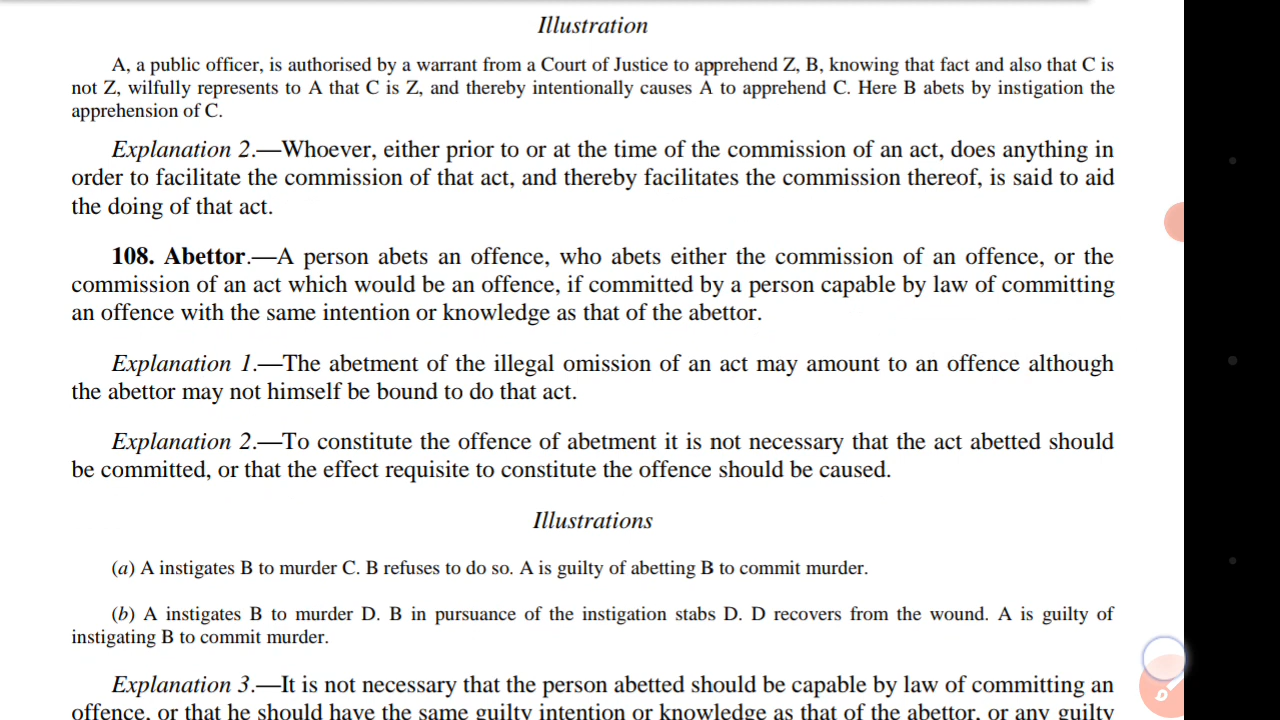 Illustration
A, a public officer, is authorised by a warrant from a Court of Justice to apprehend Z, B, knowing that fact and also that C is
not Z, wilfully represents to A that C is Z, and thereby intentionally causes A to apprehend C. Here B abets by instigation the
apprehension of C.
Explanation 2.—Whoever, either prior to or at the time of the commission of an act, does anything in
order to facilitate the commission of that act, and thereby facilitates the commission thereof, is said to aid
the doing of that act.
108. Abettor.—A person abets an offence, who abets either the commission of an offence, or the
commission of an act which would be an offence, if committed by a person capable by law of committing
an offence with the same intention or knowledge as that of the abettor.
Explanation 1.—The abetment of the illegal omission of an act may amount to an offence although
the abettor may not himself be bound to do that act.
Explanation 2.—To constitute the offence of abetment it is not necessary that the act abetted should
be committed, or that the effect requisite to constitute the offence should be caused.
Illustrations
(a) A instigates B to murder C. B refuses to do so. A is guilty of abetting B to commit murder.
(b) A instigates B to murder D. B in pursuance of the instigation stabs D. D recovers from the wound. A is guilty of
instigating B to commit murder.
Explanation 3.—It is not necessary that the person abetted should be capable by law of committing an
offence, or that he should have the same guilty intention or knowledge as that of the abettor, or any guilty